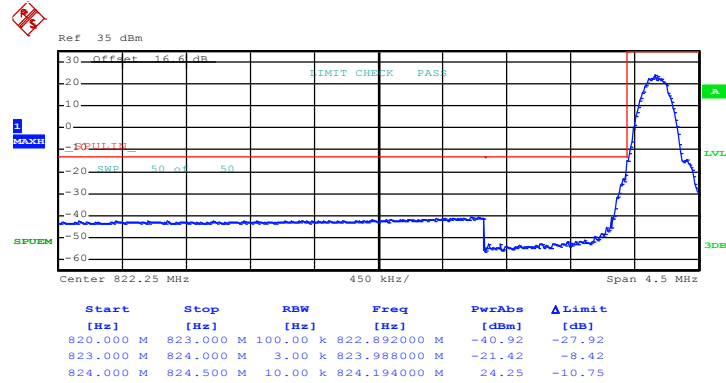 R S
Ref 35 dBm
Offset 16.6 dB
30
LIMIT CHECK PASS
20
10
A
1
0
MAXH
-10
_SPULIN_
LVL
-20
SWP 50 of 50
-30
-40
SPUEM
3DB
-50
-60
Center 822.25 MHz 450 kHz/ Span 4.5 MHz
Start Stop RBW Freq PwrAbs ΔLimit
[Hz] [Hz] [Hz] [Hz] [dBm] [dB]
820.000 M 823.000 M 100.00 k 822.892000 M -40.92 -27.92
823.000 M 824.000 M 3.00 k 823.988000 M -21.42 -8.42
824.000 M 824.500 M 10.00 k 824.194000 M 24.25 -10.75